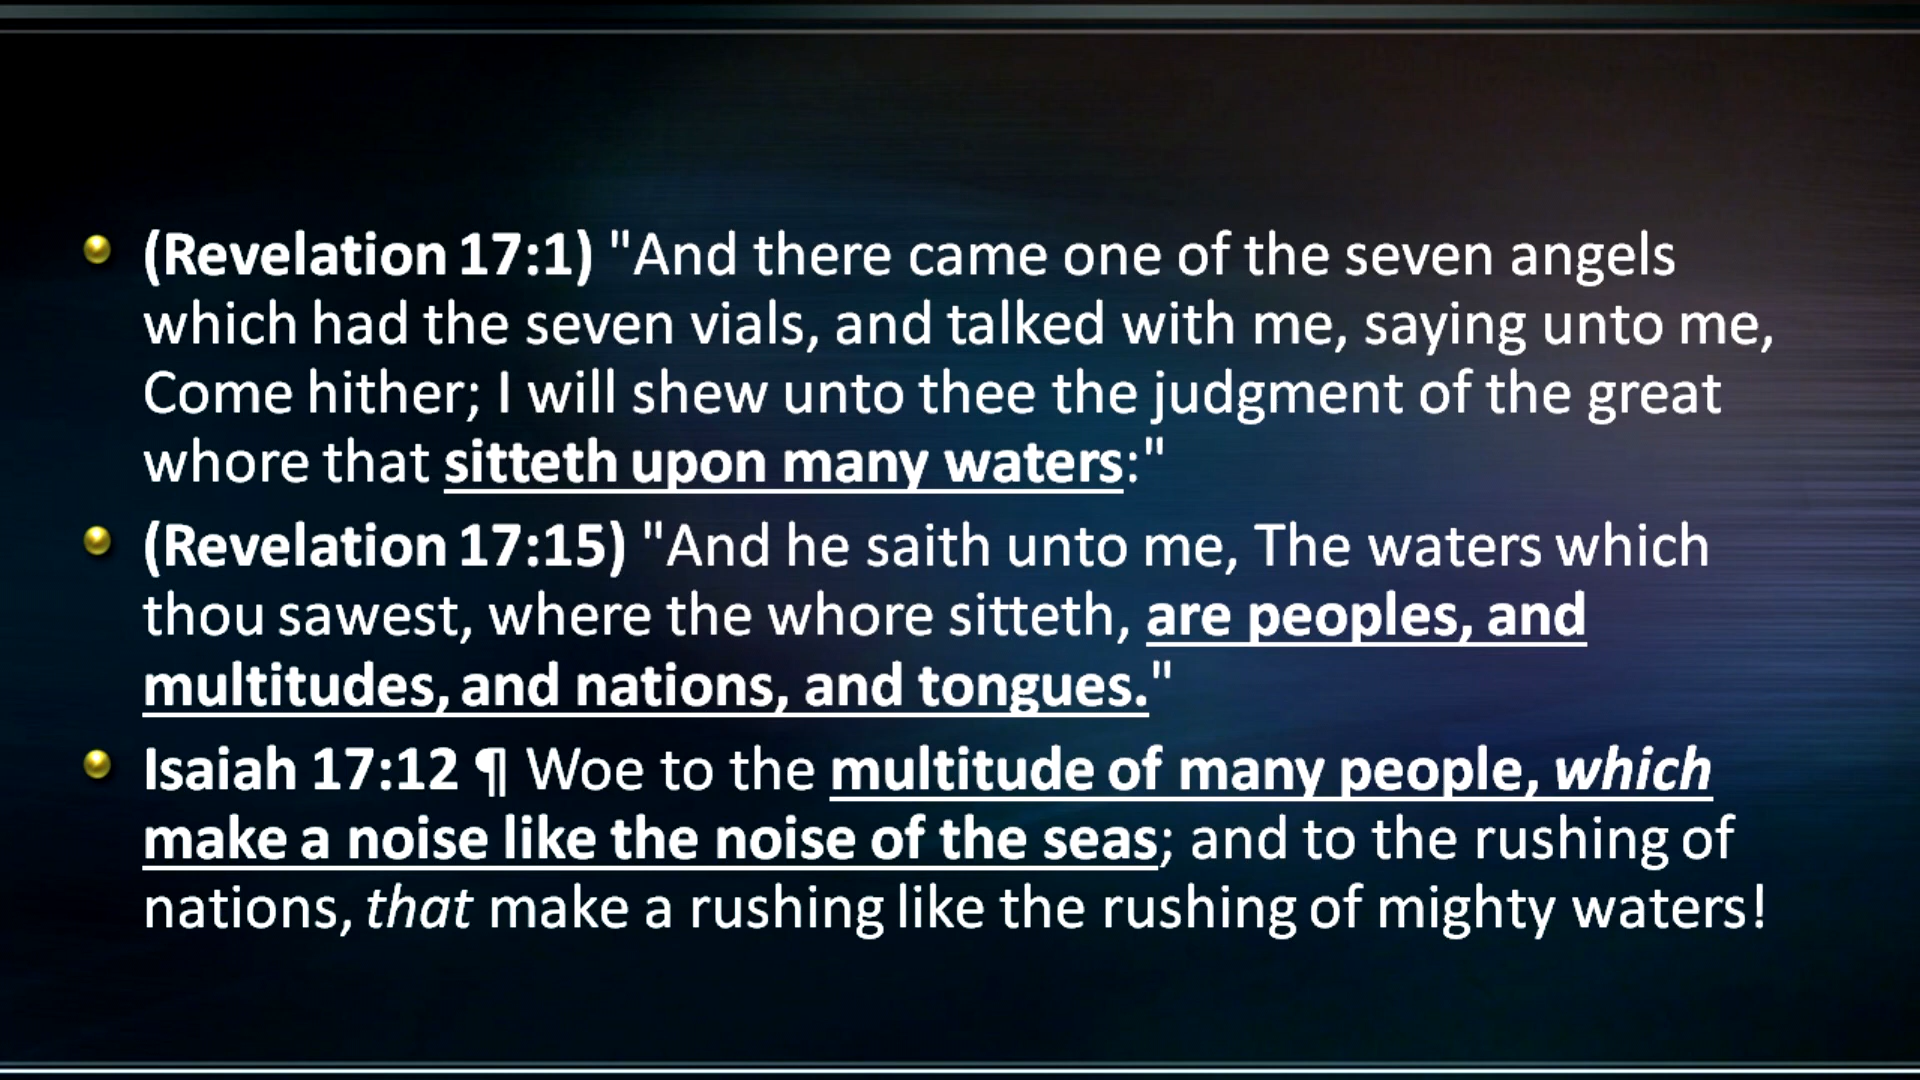 (Revelation 17:1) "And there came one of the seven angels
which had the seven vials, and talked with me, saying unto me,
Come hither; I will shew unto thee the judgment of the great
whore that sitteth upon many waters:"
(Revelation 17:15) "And he saith unto me, The waters which
thou sawest, where the whore sitteth, are peoples, and
multitudes, and nations, and tongues."
Isaiah 17:12 ¶ Woe to the multitude of many people, which
make a noise like the noise of the seas; and to the rushing of
nations, that make a rushing like the rushing of mighty waters!